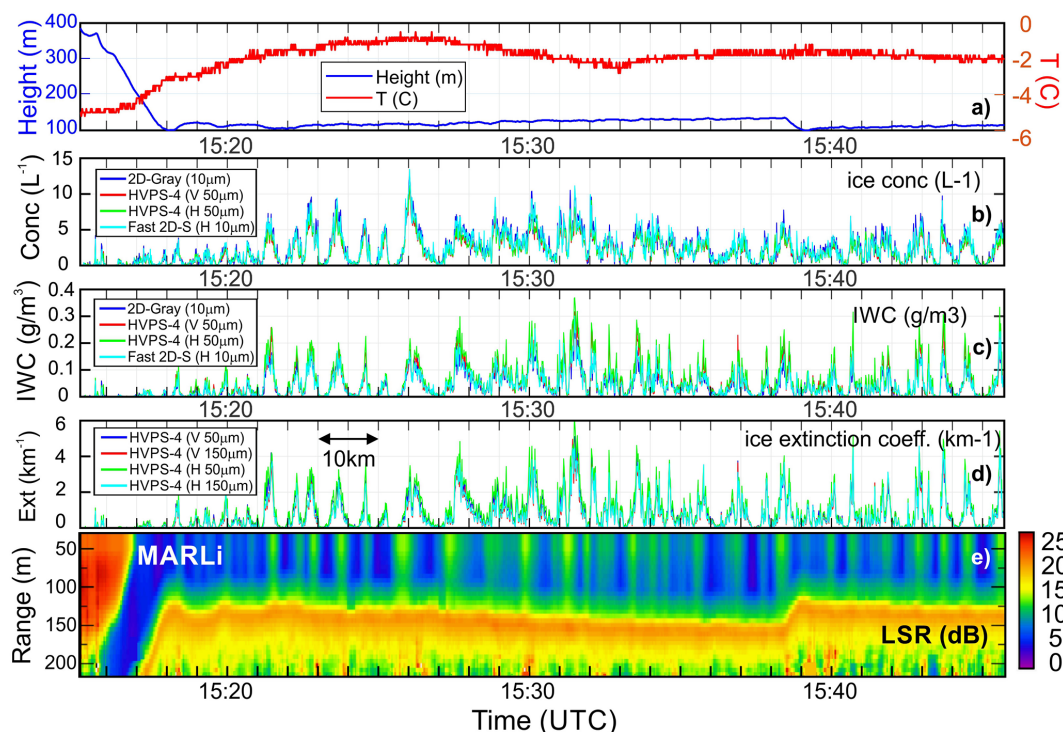 400
300
200
100
Height (m)
Height (m)
T (C)
a)
0
-2
-4
-6
T (C)
15:20
15:30
15:40
15
10
5
0
Conc (L-1)
2D-Gray (10μm)
HVPS-4 (V 50μm)
HVPS-4 (H 50μm)
Fast 2D-S (H 10μm)
ice conc (L-1)
b)
15:20
15:30
15:40
0.4
0.3
0.2
0.1
0
IWC (g/m3)
2D-Gray (10μm)
HVPS-4 (V 50μm)
HVPS-4 (H 50μm)
Fast 2D-S (H 10μm)
IWC (g/m3)
c)
15:20
15:30
15:40
6
4
2
0
Ext (km-1)
HVPS-4 (V 50μm)
HVPS-4 (V 150μm)
HVPS-4 (H 50μm)
HVPS-4 (H 150μm)
10km
ice extinction coeff. (km-1)
d)
50
100
150
200
Range (m)
MARLi
e)
LSR (dB)
25
20
15
10
5
0
15:20
15:30
15:40
Time (UTC)